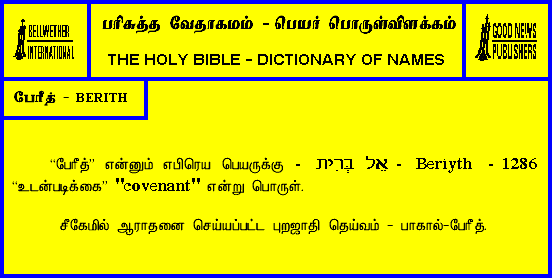 BELLWETHER
INTERNATIONAL
பரிசுத்த வேதாகமம் - பெயர் பொருள்விளக்கம்
THE HOLY BIBLE - DICTIONARY OF NAMES
GOOD NEWS
PUBLISHERS
பேரீத் - BERITH
“பேரீத்” என்னும் எபிரெய பெயருக்கு - אֵל בְּרִית - Beriyth - 1286
“உடன்படிக்கை” "covenant" என்று பொருள்.
சீகேமில் ஆராதனை செய்யப்பட்ட புறஜாதி தெய்வம் - பாகால்-பேரீத்.